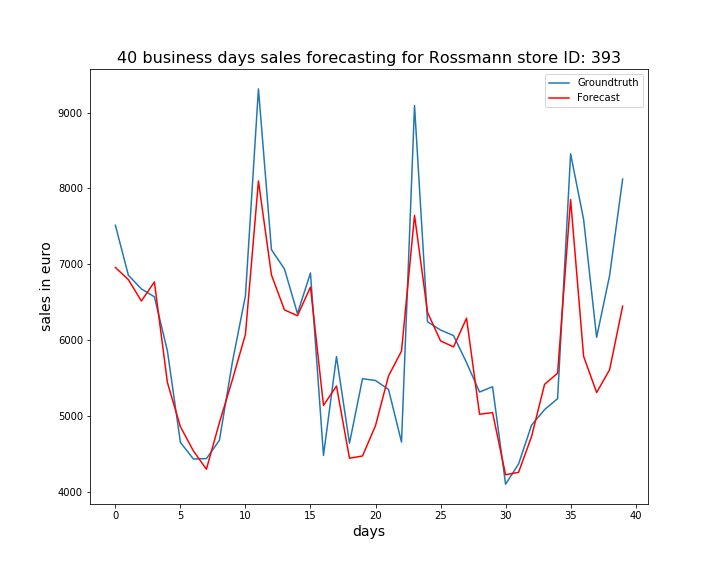 40 business days sales forecasting for Rossmann store ID: 393
Groundtruth
Forecast
9000
8000
7000
6000
5000
4000
sales in euro
0 5 10 15 20 25 30 35 40
days